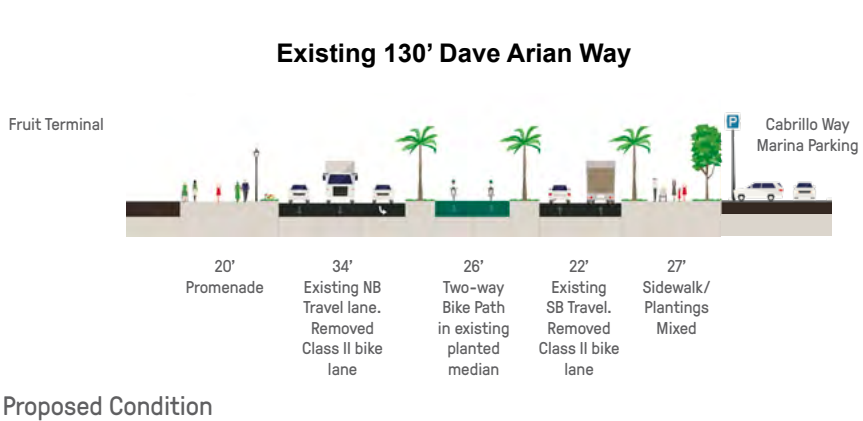 Existing 130’ Dave Arian Way
Fruit Terminal
P
Cabrillo Way
Marina Parking
20’
Promenade
34’
Existing NB
Travel lane.
Removed
Class II bike
lane
26’
Two-way
Bike Path
in existing
planted
median
22’
Existing
SB Travel.
Removed
Class II bike
lane
27’
Sidewalk/
Plantings
Mixed
Proposed Condition